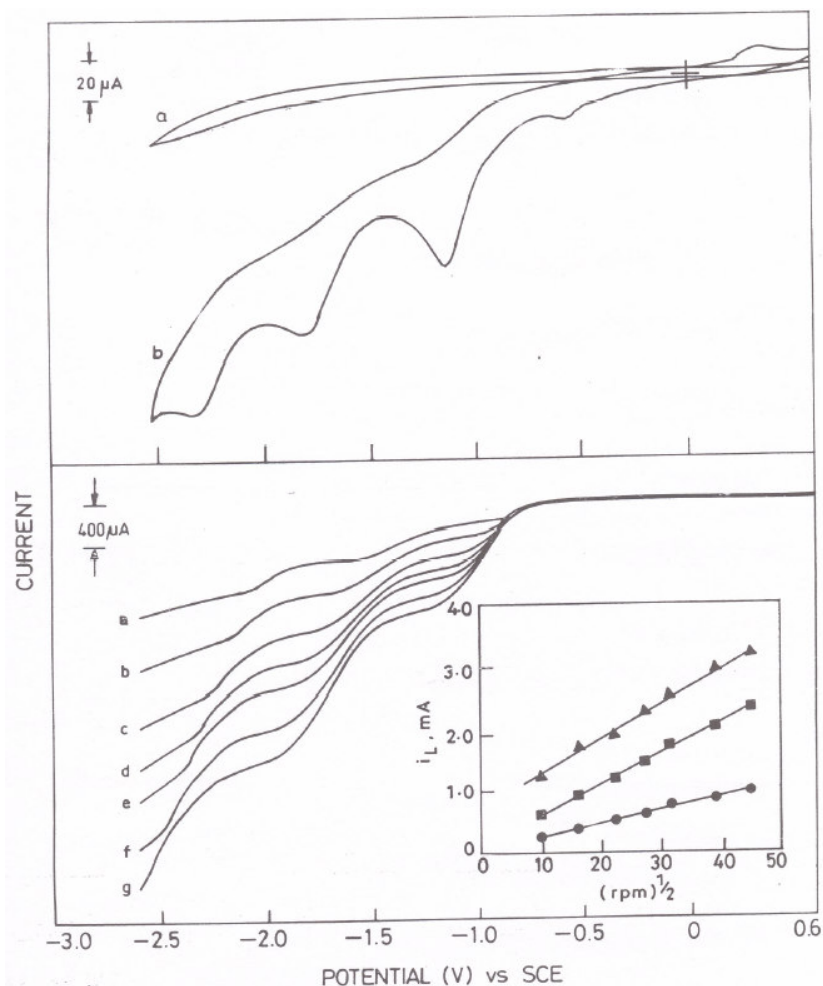 20 μA
a
b
CURRENT
400μA
a
b
c
d
e
f
g
i_L, mA
4.0
3.0
2.0
1.0
0
0 10 20 30 40 50
(rpm)^½
-3.0 -2.5 -2.0 -1.5 -1.0 -0.5 0 0.6
POTENTIAL (V) vs SCE